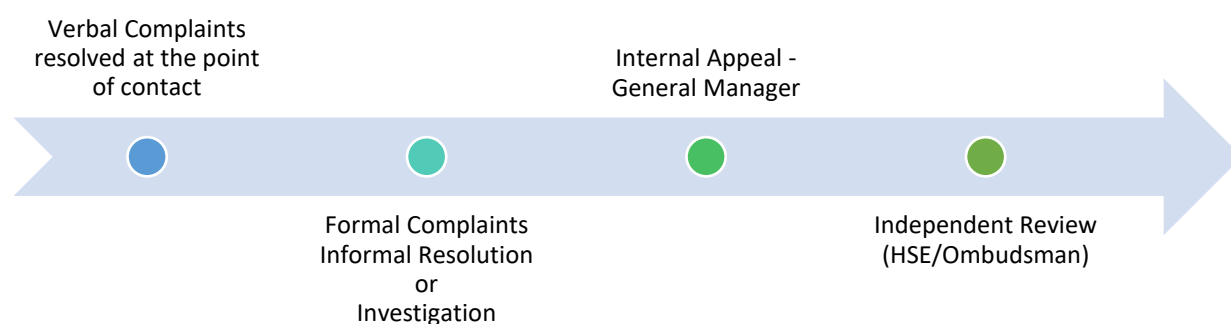 Verbal Complaints
resolved at the point
of contact
Formal Complaints
Informal Resolution
or
Investigation
Internal Appeal -
General Manager
Independent Review
(HSE/Ombudsman)